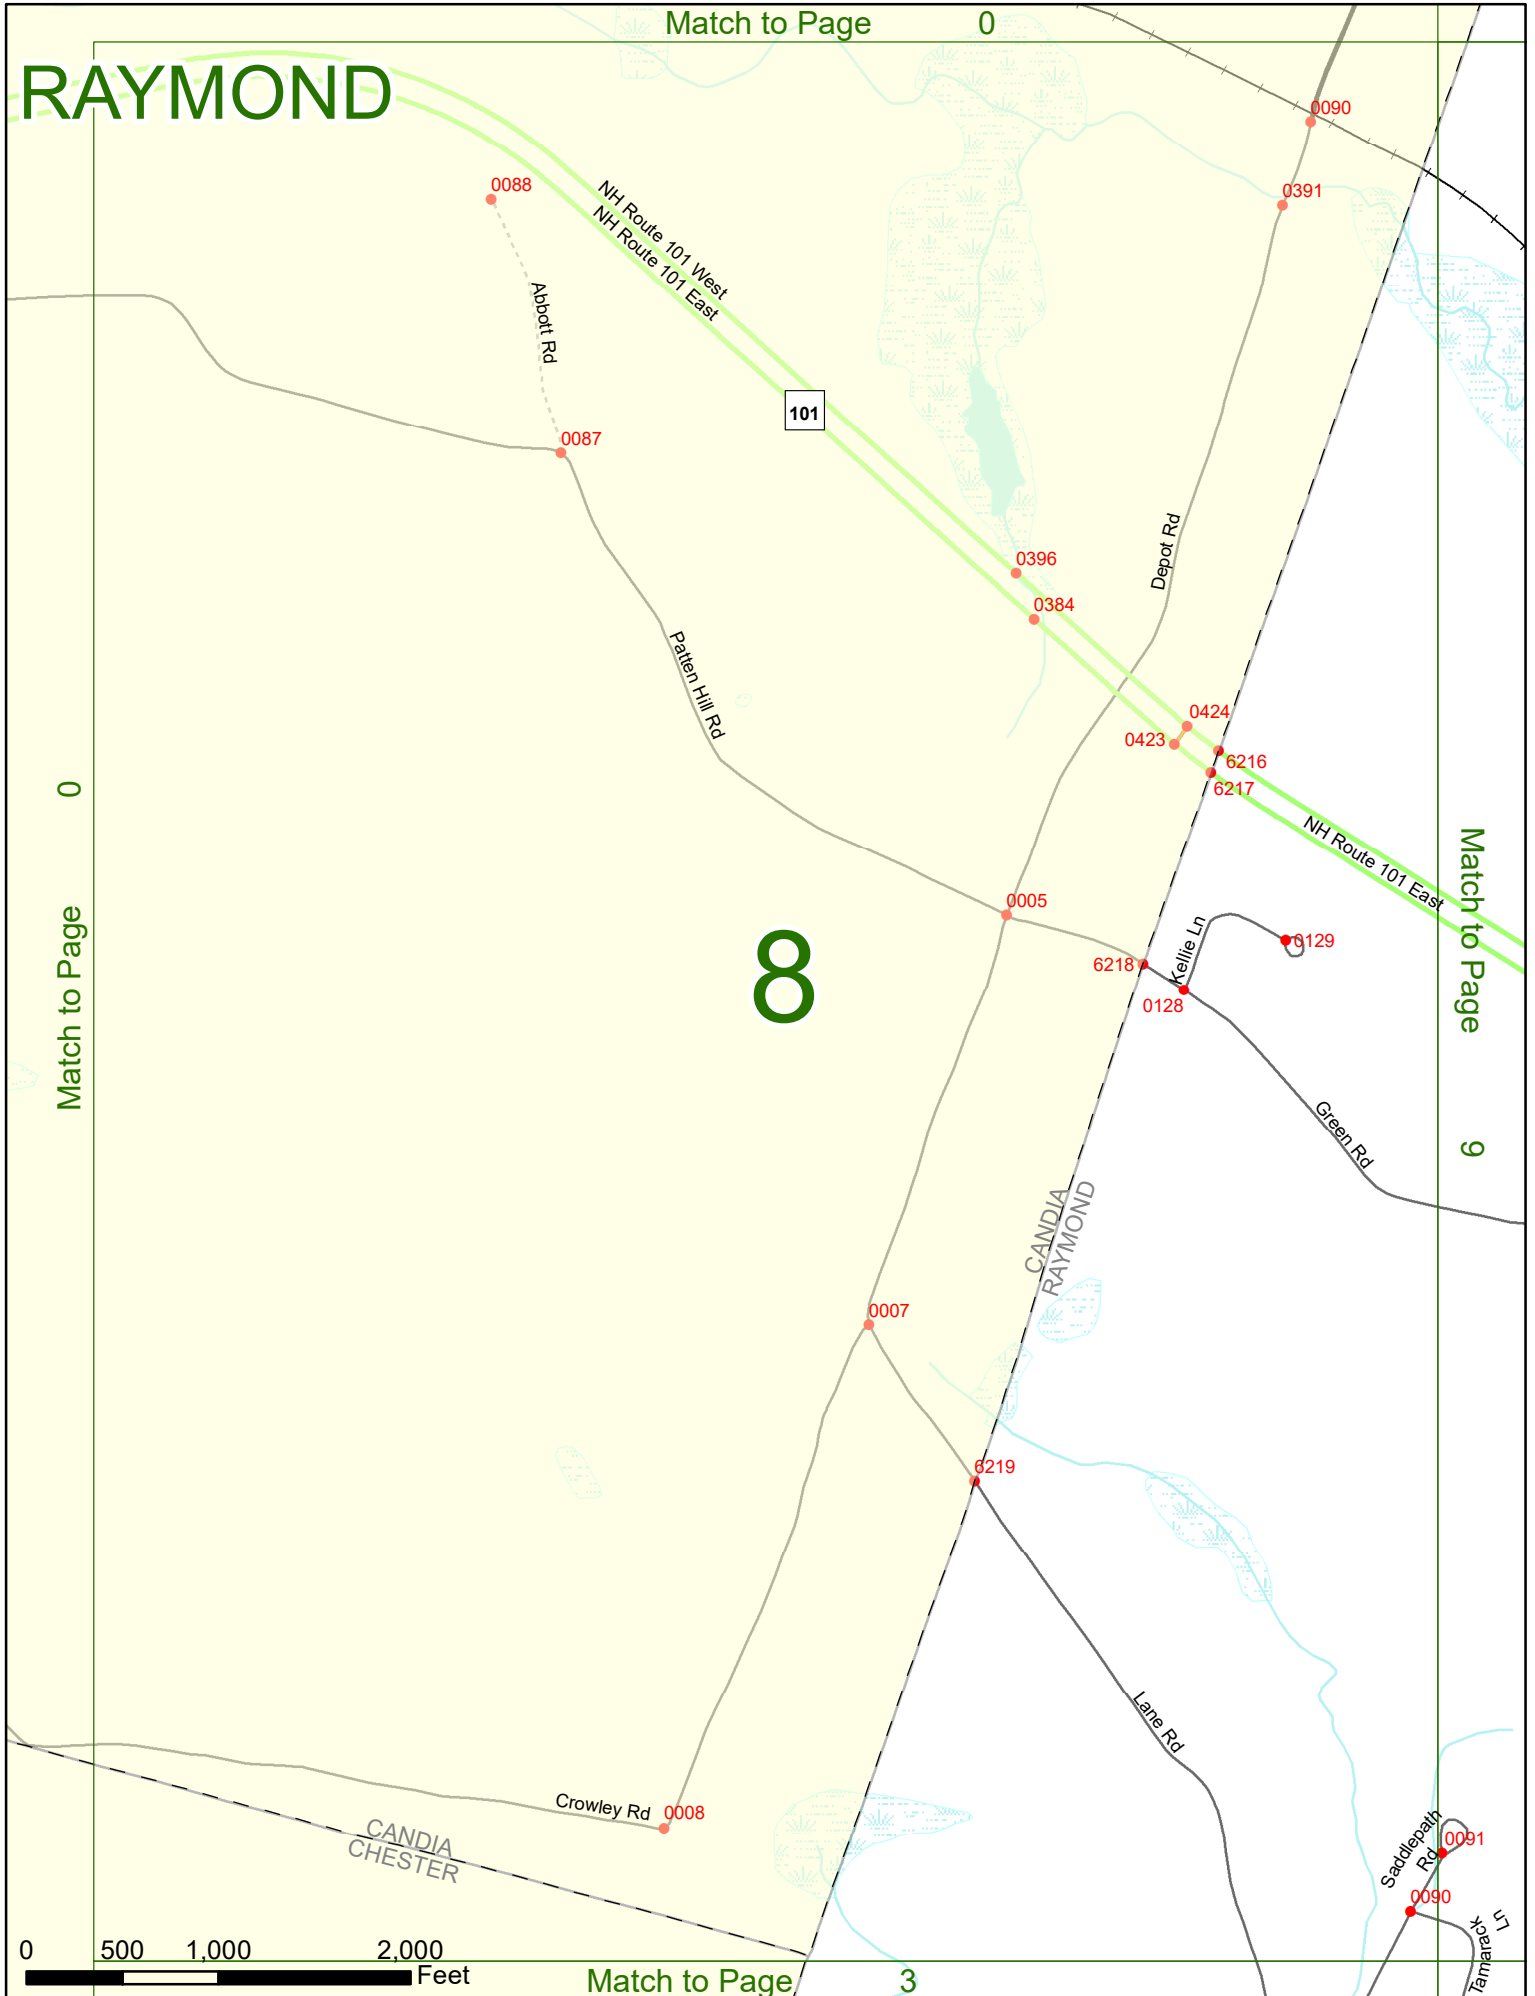 Match to Page 0
RAYMOND
0090
0088
0391
NH Route 101 West
NH Route 101 East
Abbott Rd
101
0087
Depot Rd
0396
0384
Patten Hill Rd
0424
0423
6216
6217
0
Match to Page
NH Route 101 East
Match to Page
9
0005
8
0129
Kellie Ln
6218
0128
Green Rd
CANDIA
RAYMOND
0007
6219
Lane Rd
Crowley Rd
0008
CANDIA
CHESTER
Saddlepath
Rd
0091
0090
Tamarack
Ln
0 500 1,000 2,000
Feet
Match to Page 3